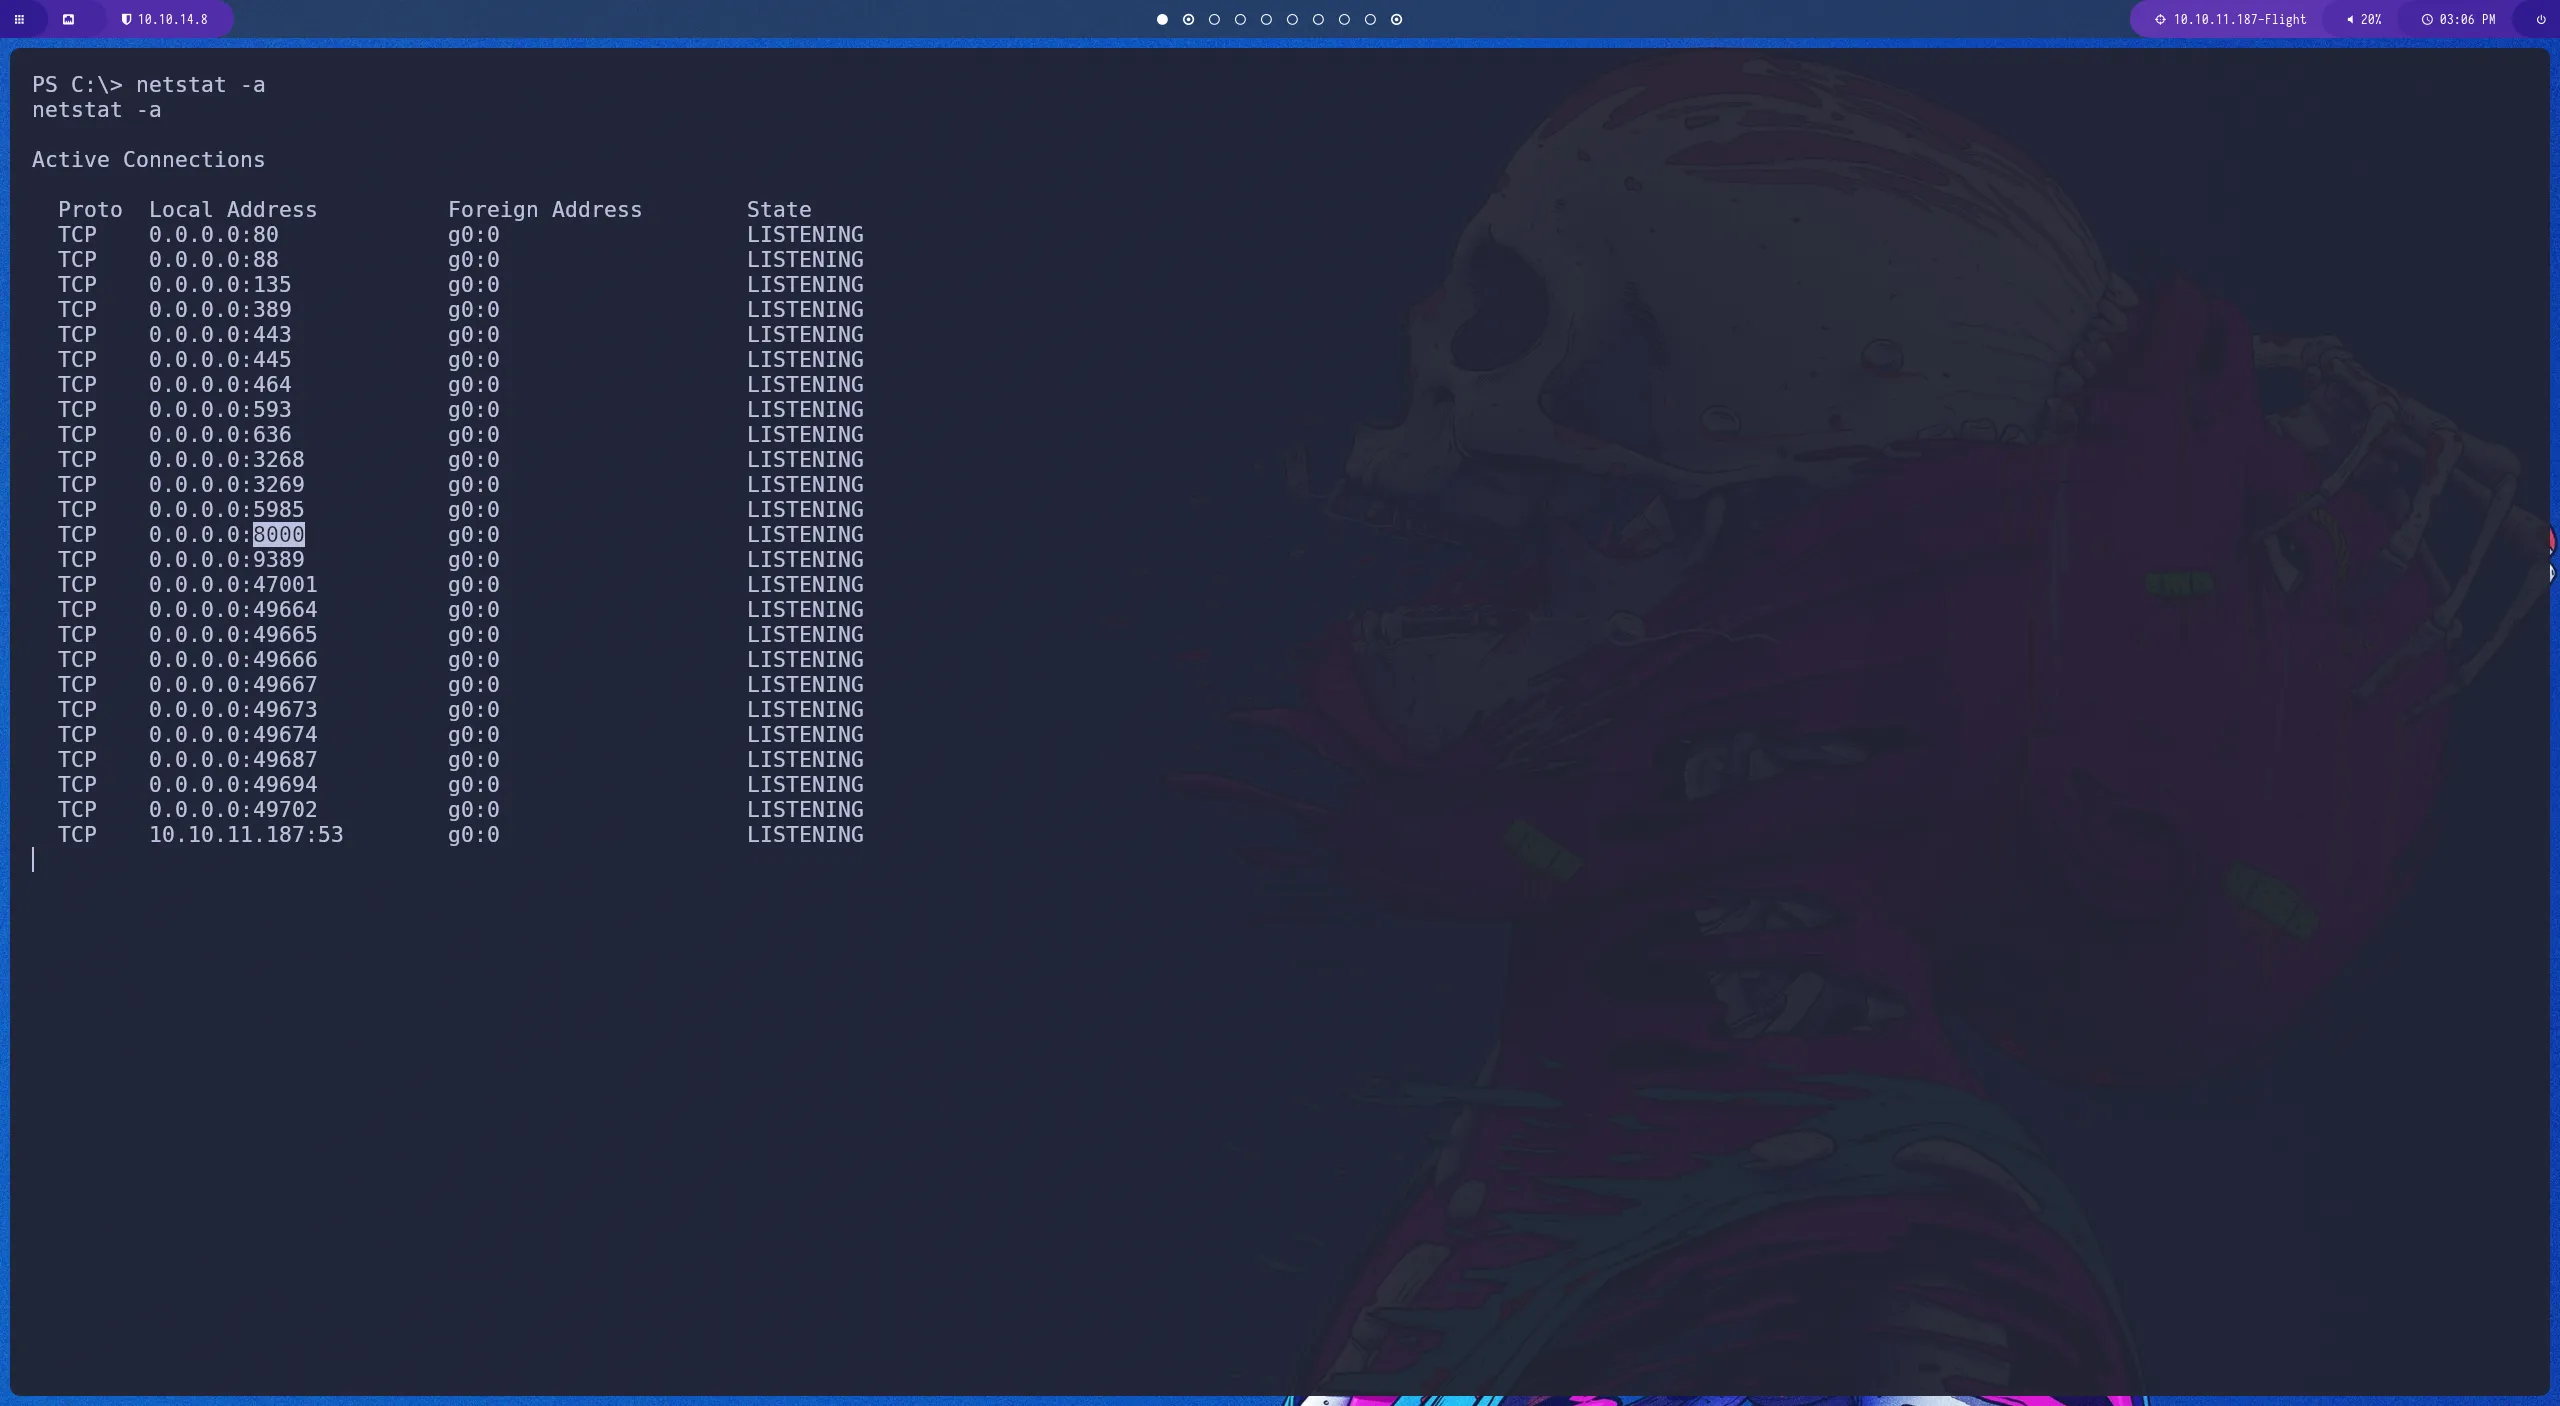 10.10.14.8 10.10.11.187-Flight 20% 03:06 PM
PS C:\> netstat -a
netstat -a
Active Connections
Proto  Local Address          Foreign Address        State
TCP    0.0.0.0:80             g0:0                   LISTENING
TCP    0.0.0.0:88             g0:0                   LISTENING
TCP    0.0.0.0:135            g0:0                   LISTENING
TCP    0.0.0.0:389            g0:0                   LISTENING
TCP    0.0.0.0:443            g0:0                   LISTENING
TCP    0.0.0.0:445            g0:0                   LISTENING
TCP    0.0.0.0:464            g0:0                   LISTENING
TCP    0.0.0.0:593            g0:0                   LISTENING
TCP    0.0.0.0:636            g0:0                   LISTENING
TCP    0.0.0.0:3268           g0:0                   LISTENING
TCP    0.0.0.0:3269           g0:0                   LISTENING
TCP    0.0.0.0:5985           g0:0                   LISTENING
TCP    0.0.0.0:8000           g0:0                   LISTENING
TCP    0.0.0.0:9389           g0:0                   LISTENING
TCP    0.0.0.0:47001          g0:0                   LISTENING
TCP    0.0.0.0:49664          g0:0                   LISTENING
TCP    0.0.0.0:49665          g0:0                   LISTENING
TCP    0.0.0.0:49666          g0:0                   LISTENING
TCP    0.0.0.0:49667          g0:0                   LISTENING
TCP    0.0.0.0:49673          g0:0                   LISTENING
TCP    0.0.0.0:49674          g0:0                   LISTENING
TCP    0.0.0.0:49687          g0:0                   LISTENING
TCP    0.0.0.0:49694          g0:0                   LISTENING
TCP    0.0.0.0:49702          g0:0                   LISTENING
TCP    10.10.11.187:53        g0:0                   LISTENING